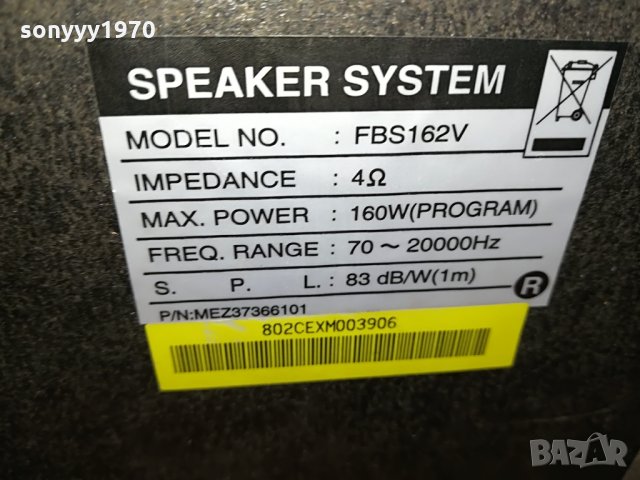 sonyyy1970
SPEAKER SYSTEM
MODEL NO. : FBS162V
IMPEDANCE : 4Ω
MAX. POWER : 160W(PROGRAM)
FREQ. RANGE : 70 ~ 20000Hz
S. P. L. : 83 dB/W(1m)
R
P/N:MEZ37366101
802CEXM003906
BAZAR